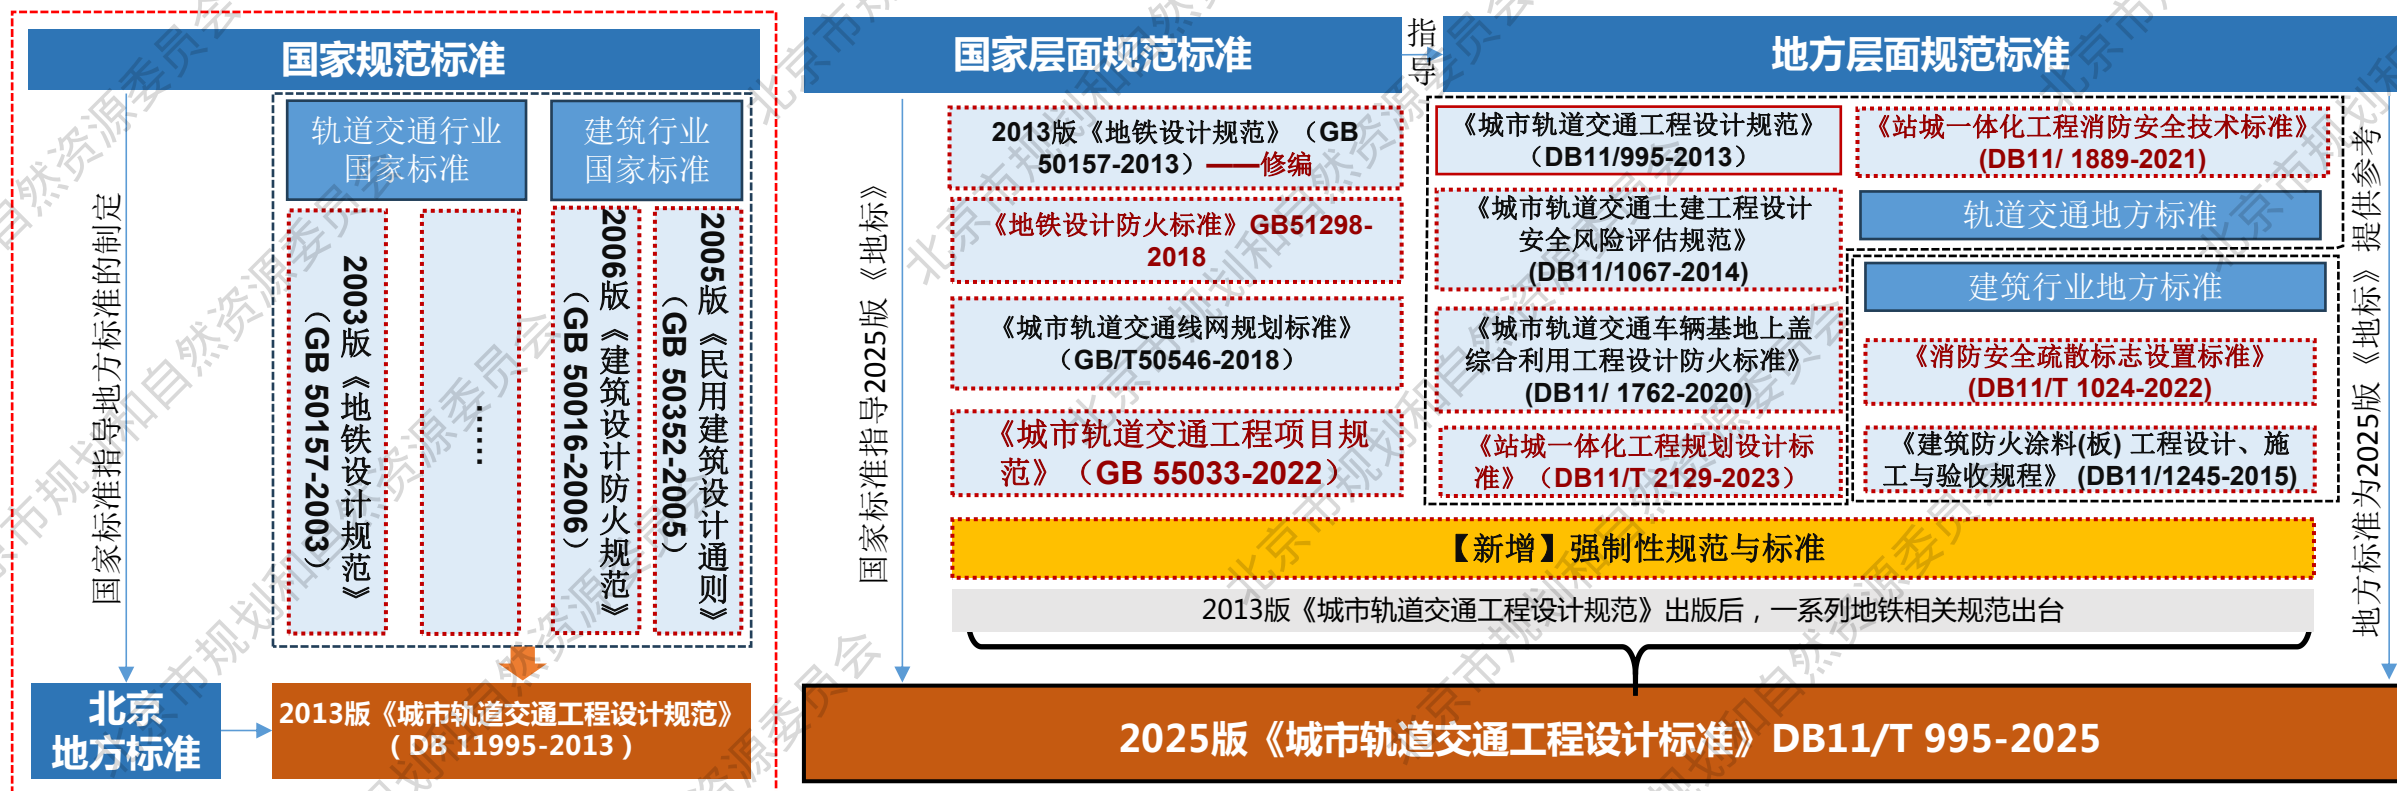 国家规范标准
轨道交通行业
国家标准
建筑行业
国家标准
国家标准指导地方标准的制定
2003版《地铁设计规范》
（GB 50157-2003）
……
2006版《建筑设计防火规范》
（GB 50016-2006）
2005版《民用建筑设计通则》
（GB 50352-2005）
北京
地方标准
2013版《城市轨道交通工程设计规范》
（DB 11995-2013）
国家层面规范标准
指
导
地方层面规范标准
国家标准指导2025版《地标》
2013版《地铁设计规范》（GB
50157-2013）——修编
《地铁设计防火标准》GB51298-
2018
《城市轨道交通线网规划标准》
（GB/T50546-2018）
《城市轨道交通工程项目规
范》（GB 55033-2022）
《城市轨道交通工程设计规范》
（DB11/995-2013）
《城市轨道交通土建工程设计
安全风险评估规范》
(DB11/1067-2014)
《城市轨道交通车辆基地上盖
综合利用工程设计防火标准》
(DB11/ 1762-2020)
《站城一体化工程规划设计标
准》（DB11/T 2129-2023）
《站城一体化工程消防安全技术标准》
(DB11/ 1889-2021)
轨道交通地方标准
建筑行业地方标准
《消防安全疏散标志设置标准》
(DB11/T 1024-2022)
《建筑防火涂料(板) 工程设计、施
工与验收规程》 (DB11/1245-2015)
地方标准为2025版《地标》提供参考
【新增】强制性规范与标准
2013版《城市轨道交通工程设计规范》出版后，一系列地铁相关规范出台
2025版《城市轨道交通工程设计标准》DB11/T 995-2025
北京市规划和自然资源委员会